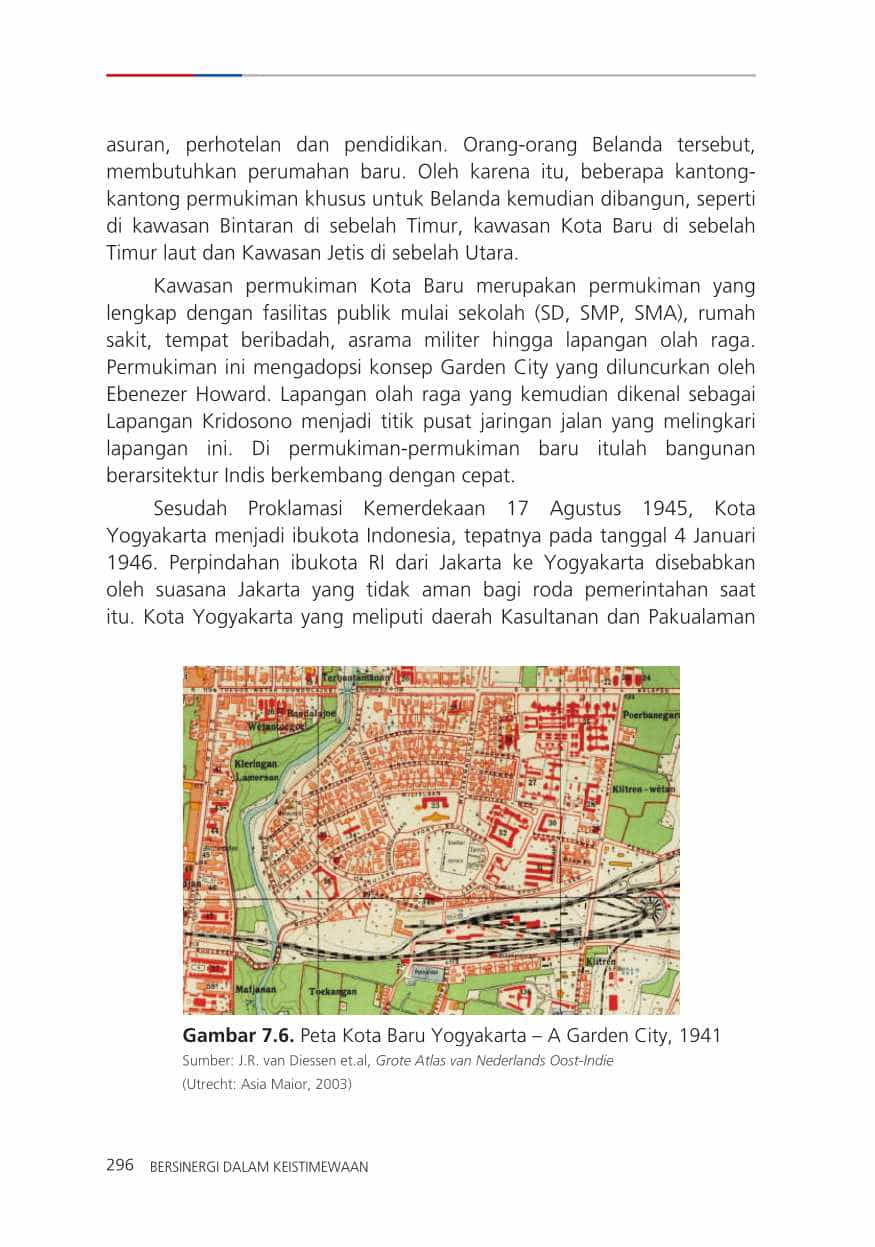 asuran, perhotelan dan pendidikan. Orang-orang Belanda tersebut,
membutuhkan perumahan baru. Oleh karena itu, beberapa kantong-
kantong permukiman khusus untuk Belanda kemudian dibangun, seperti
di kawasan Bintaran di sebelah Timur, kawasan Kota Baru di sebelah
Timur laut dan Kawasan Jetis di sebelah Utara.
Kawasan permukiman Kota Baru merupakan permukiman yang
lengkap dengan fasilitas publik mulai sekolah (SD, SMP, SMA), rumah
sakit, tempat beribadah, asrama militer hingga lapangan olah raga.
Permukiman ini mengadopsi konsep Garden City yang diluncurkan oleh
Ebenezer Howard. Lapangan olah raga yang kemudian dikenal sebagai
Lapangan Kridosono menjadi titik pusat jaringan jalan yang melingkari
lapangan ini. Di permukiman-permukiman baru itulah bangunan
berarsitektur Indis berkembang dengan cepat.
Sesudah Proklamasi Kemerdekaan 17 Agustus 1945, Kota
Yogyakarta menjadi ibukota Indonesia, tepatnya pada tanggal 4 Januari
1946. Perpindahan ibukota RI dari Jakarta ke Yogyakarta disebabkan
oleh suasana Jakarta yang tidak aman bagi roda pemerintahan saat
itu. Kota Yogyakarta yang meliputi daerah Kasultanan dan Pakualaman
Terbantamanan
Poerbanegaran
Kleringan
Lamersan
Klitren-wétan
Klitren
Matjanan
Toekangan
Gambar 7.6. Peta Kota Baru Yogyakarta – A Garden City, 1941
Sumber: J.R. van Diessen et.al, Grote Atlas van Nederlands Oost-Indie
(Utrecht: Asia Maior, 2003)
296 BERSINERGI DALAM KEISTIMEWAAN